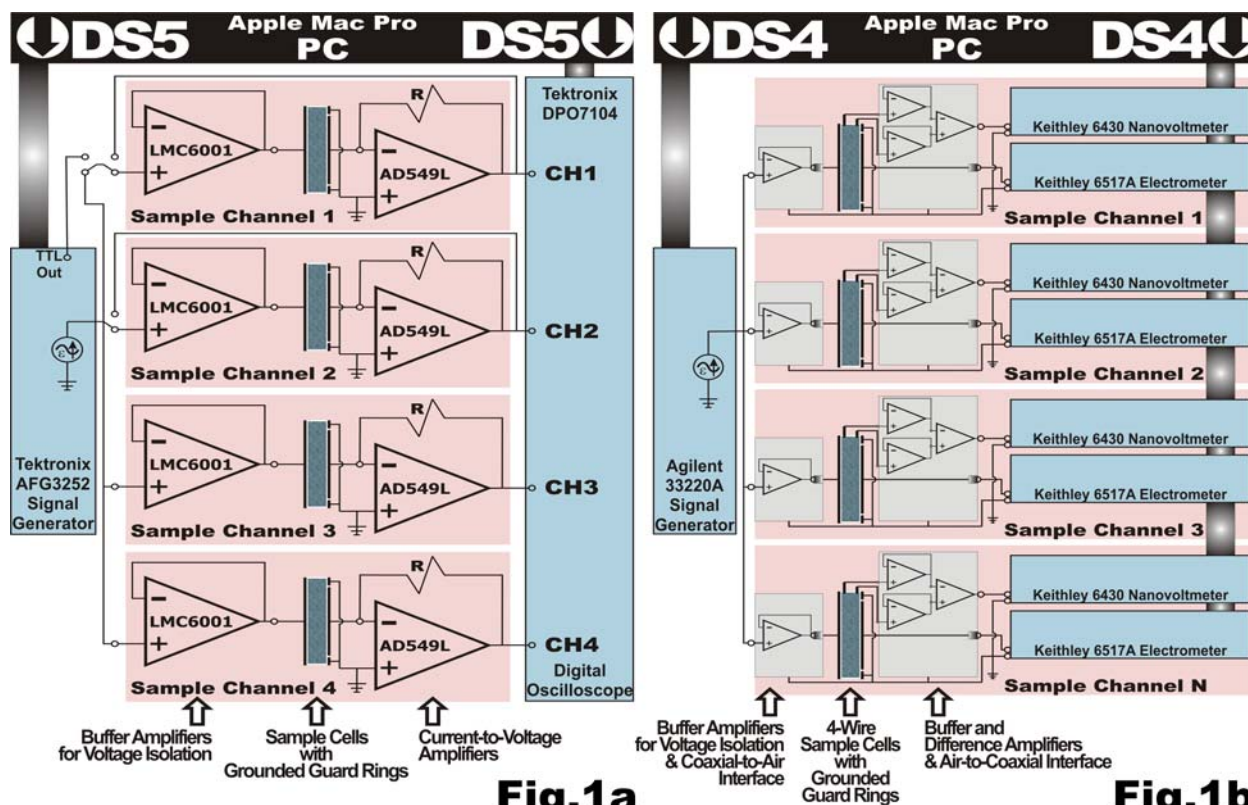 DS5
Apple Mac Pro
PC
DS5
Tektronix
DPO7104
R
LMC6001
AD549L
CH1
Sample Channel 1
TTL
Out
R
LMC6001
AD549L
CH2
Sample Channel 2
ε
R
LMC6001
AD549L
CH3
Sample Channel 3
Tektronix
AFG3252
Signal
Generator
R
LMC6001
AD549L
CH4
Sample Channel 4
Digital
Oscilloscope
Buffer Amplifiers
for Voltage Isolation
Sample Cells
with
Grounded Guard Rings
Current-to-Voltage
Amplifiers
Fig.1a
DS4
Apple Mac Pro
PC
DS4
Keithley 6430 Nanovoltmeter
Keithley 6517A Electrometer
Sample Channel 1
Keithley 6430 Nanovoltmeter
Keithley 6517A Electrometer
Sample Channel 2
ε
Keithley 6430 Nanovoltmeter
Keithley 6517A Electrometer
Sample Channel 3
Agilent
33220A
Signal
Generator
Keithley 6430 Nanovoltmeter
Keithley 6517A Electrometer
Sample Channel N
Buffer Amplifiers
for Voltage Isolation
& Coaxial-to-Air
Interface
4-Wire
Sample Cells
with
Grounded
Guard Rings
Buffer and
Difference Amplifiers
& Air-to-Coaxial Interface
Fig.1b